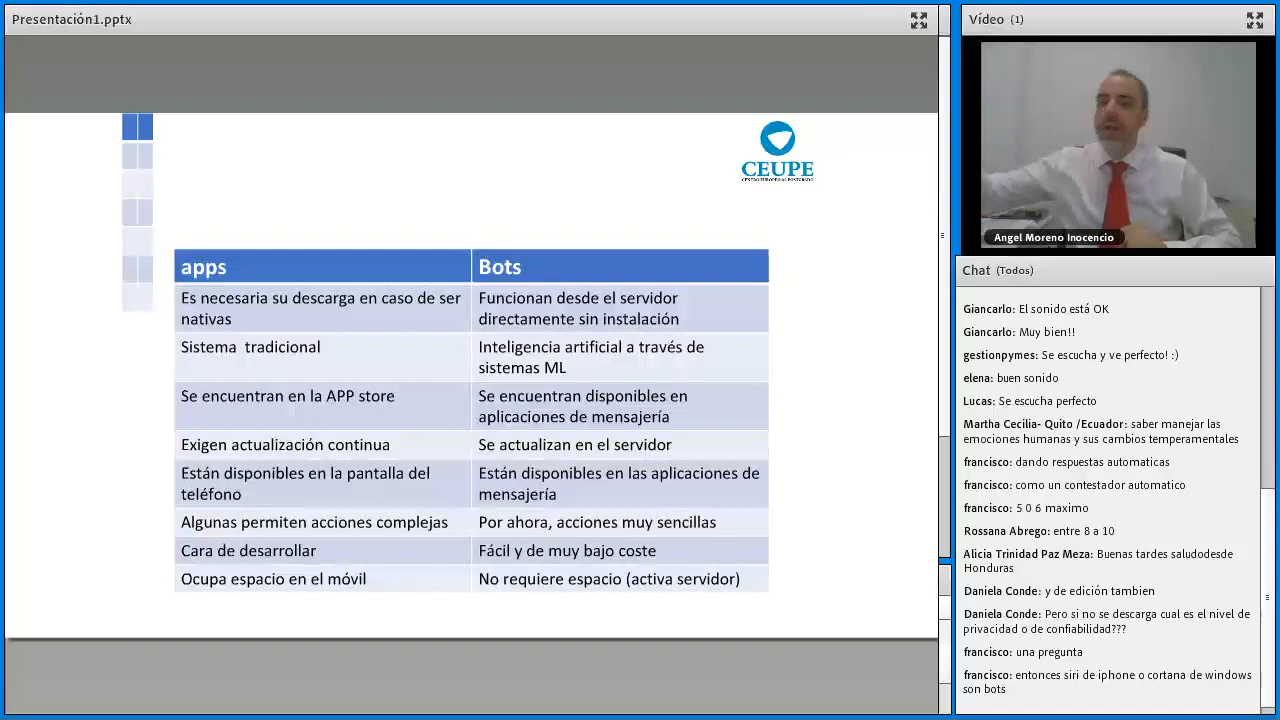 Presentación1.pptx
CEUPE
CENTRO EUROPEO DE POSTGRADO
apps
Bots
Es necesaria su descarga en caso de ser
nativas
Funcionan desde el servidor
directamente sin instalación
Sistema tradicional
Inteligencia artificial a través de
sistemas ML
Se encuentran en la APP store
Se encuentran disponibles en
aplicaciones de mensajería
Exigen actualización continua
Se actualizan en el servidor
Están disponibles en la pantalla del
teléfono
Están disponibles en las aplicaciones de
mensajería
Algunas permiten acciones complejas
Por ahora, acciones muy sencillas
Cara de desarrollar
Fácil y de muy bajo coste
Ocupa espacio en el móvil
No requiere espacio (activa servidor)
Vídeo (1)
Angel Moreno Inocencio
Chat (Todos)
Giancarlo: El sonido está OK
Giancarlo: Muy bien!!
gestionpymes: Se escucha y ve perfecto! :)
elena: buen sonido
Lucas: Se escucha perfecto
Martha Cecilia- Quito /Ecuador: saber manejar las
emociones humanas y sus cambios temperamentales
francisco: dando respuestas automaticas
francisco: como un contestador automatico
francisco: 5 0 6 maximo
Rossana Abrego: entre 8 a 10
Alicia Trinidad Paz Meza: Buenas tardes saludodesde
Honduras
Daniela Conde: y de edición tambien
Daniela Conde: Pero si no se descarga cual es el nivel de
privacidad o de confiabilidad???
francisco: una pregunta
francisco: entonces siri de iphone o cortana de windows
son bots